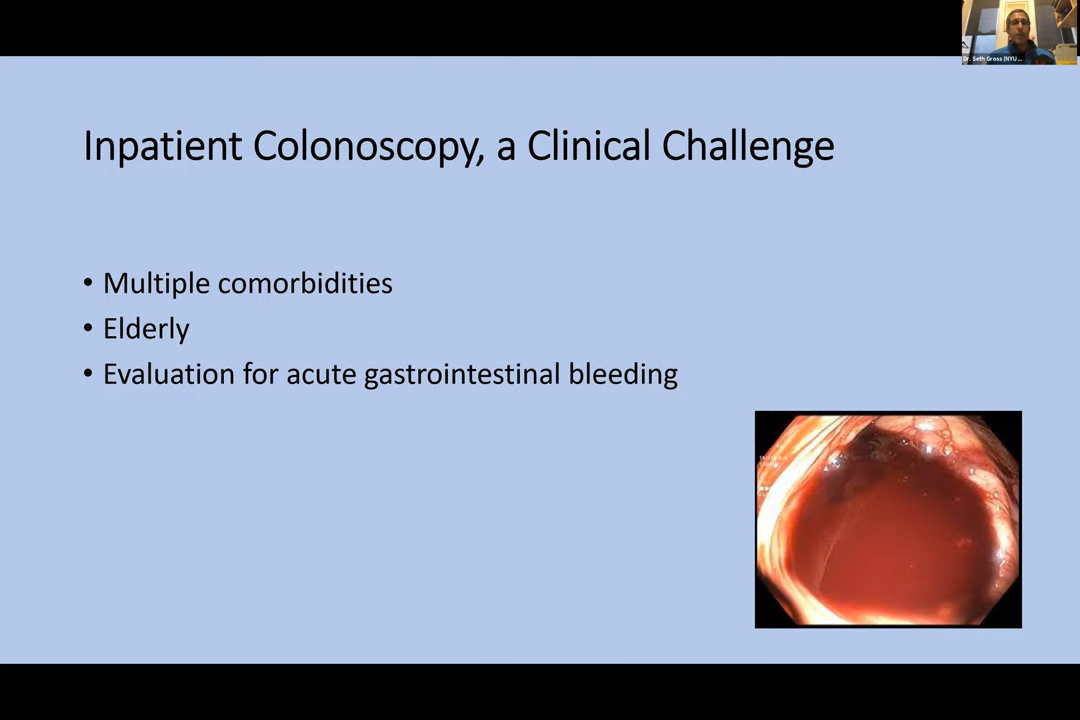 Dr. Seth Gross (NYU ...
Inpatient Colonoscopy, a Clinical Challenge
• Multiple comorbidities
• Elderly
• Evaluation for acute gastrointestinal bleeding